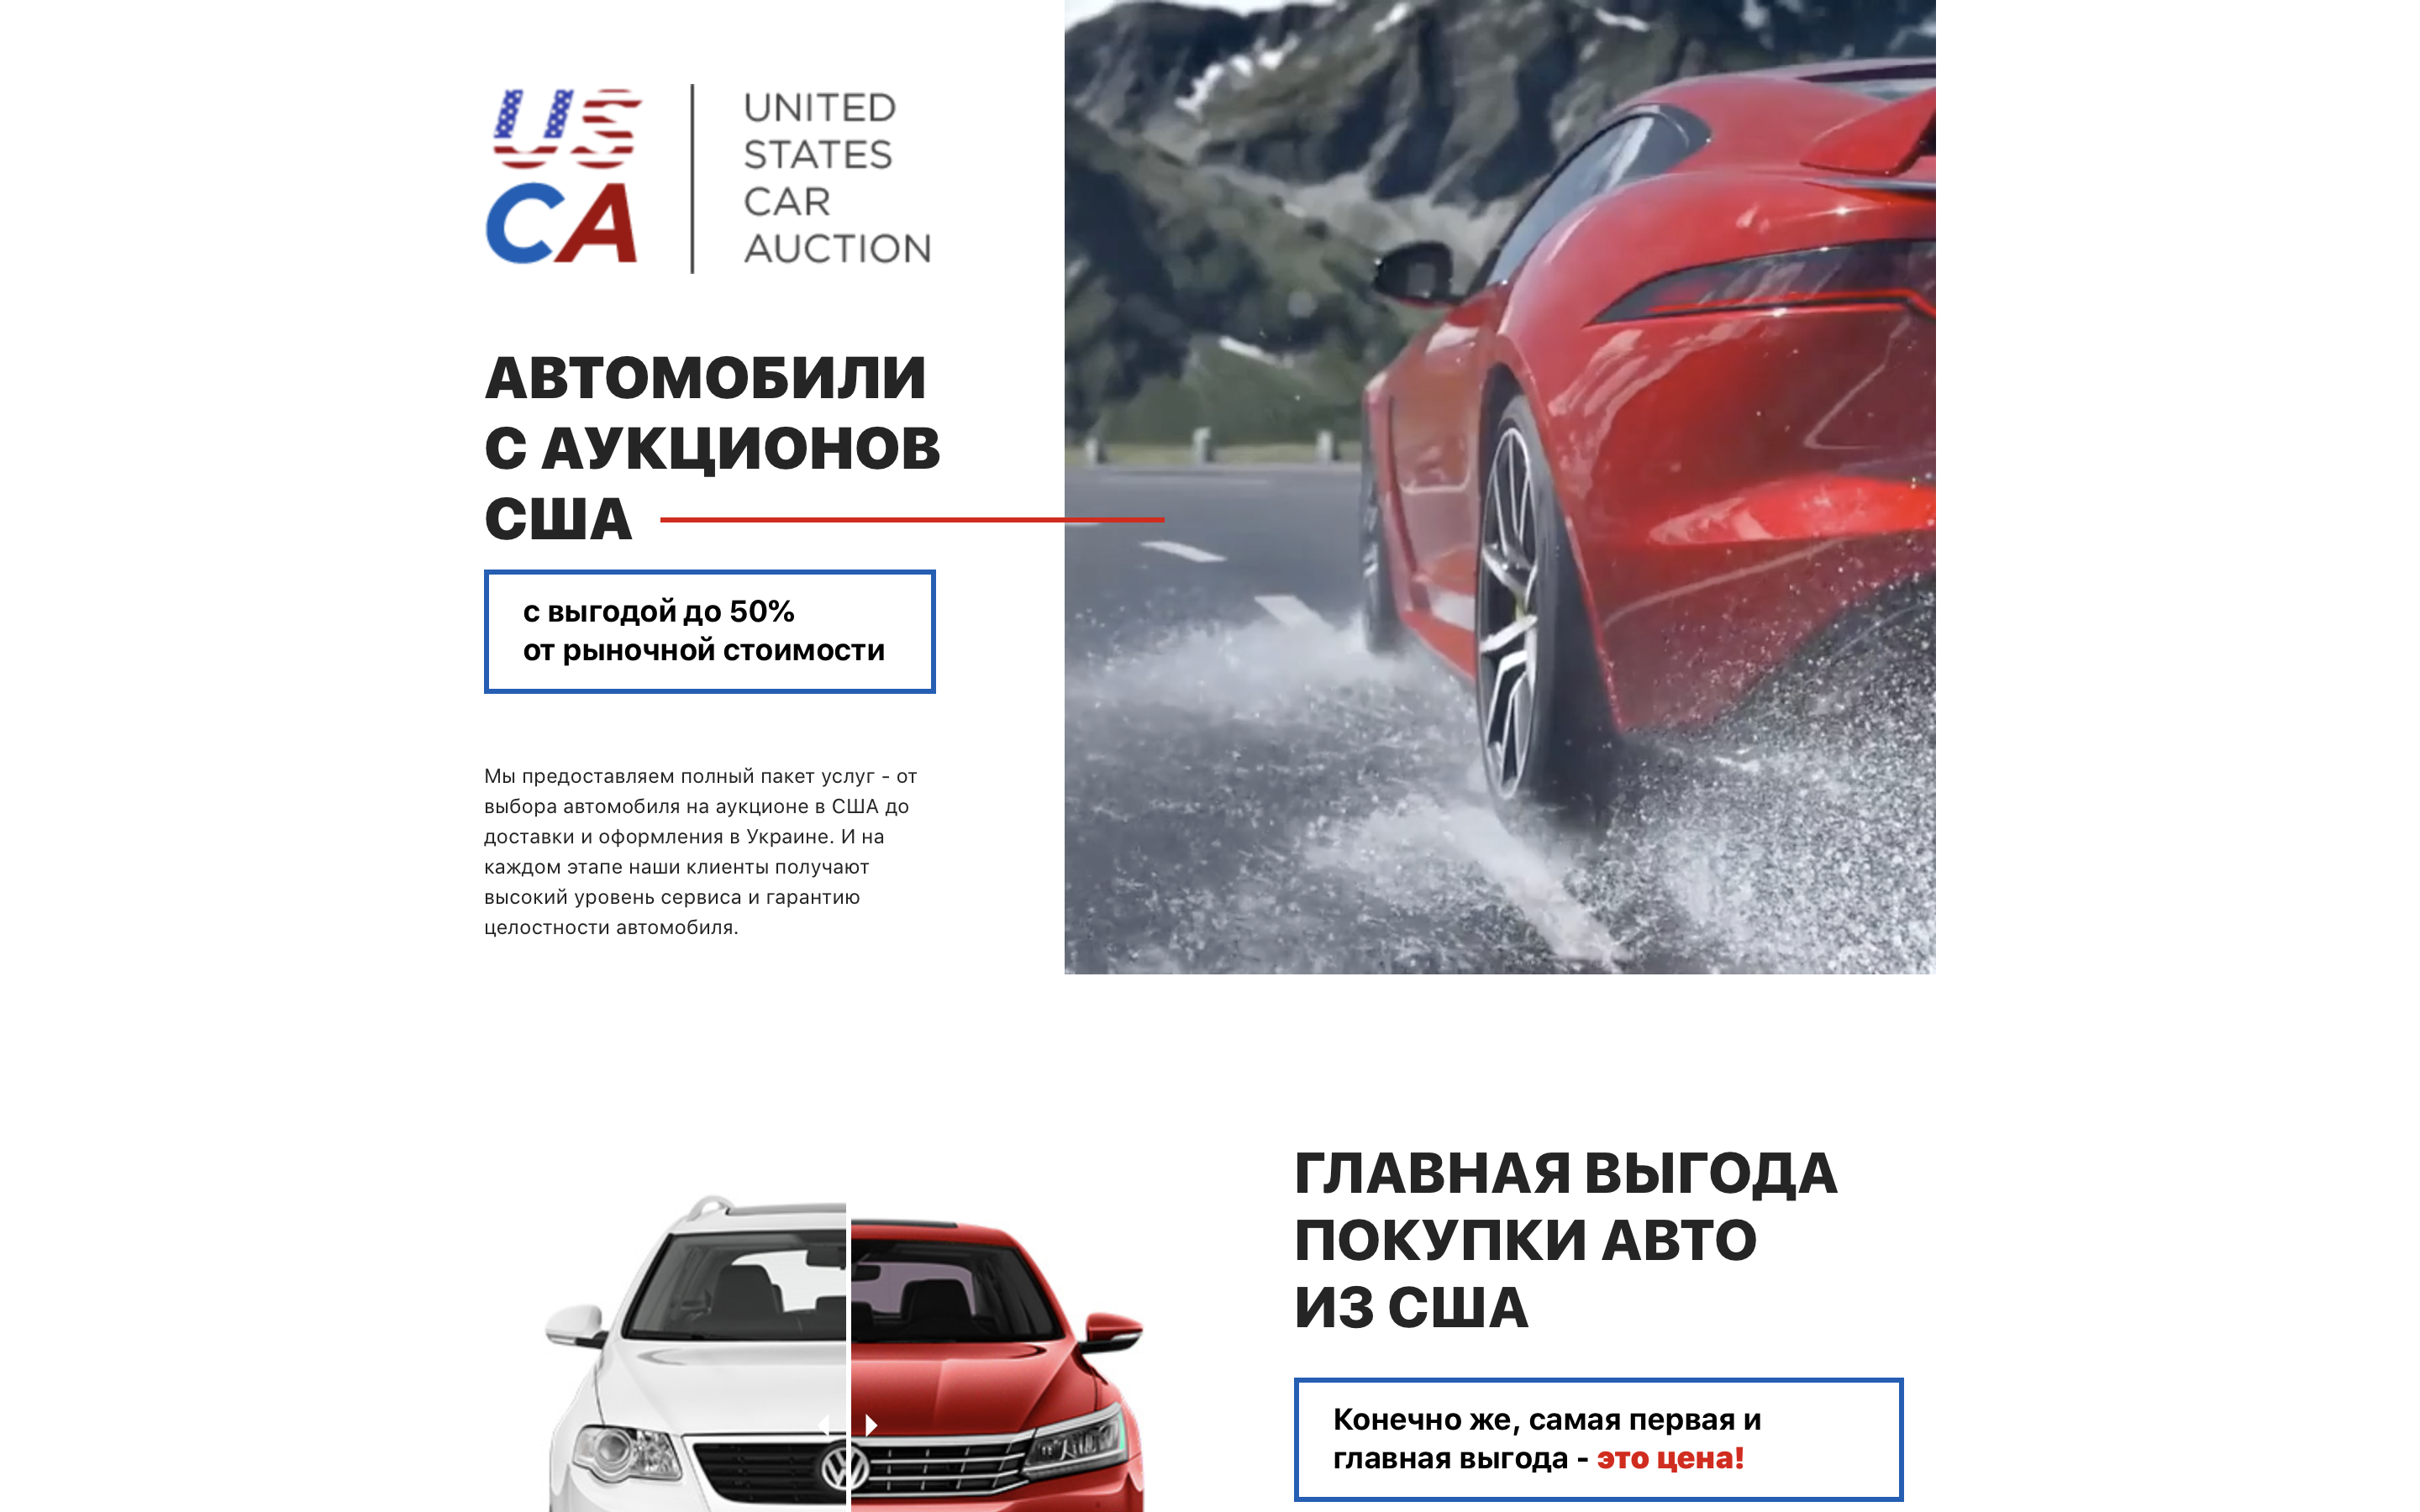 US
CA
UNITED
STATES
CAR
AUCTION
АВТОМОБИЛИ
С АУКЦИОНОВ
США
с выгодой до 50%
от рыночной стоимости
Мы предоставляем полный пакет услуг - от
выбора автомобиля на аукционе в США до
доставки и оформления в Украине. И на
каждом этапе наши клиенты получают
высокий уровень сервиса и гарантию
целостности автомобиля.
ГЛАВНАЯ ВЫГОДА
ПОКУПКИ АВТО
ИЗ США
Конечно же, самая первая и
главная выгода - это цена!